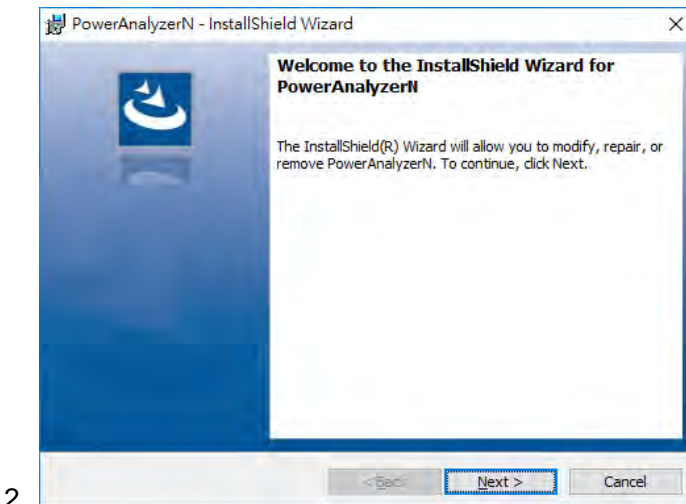 PowerAnalyzerN - InstallShield Wizard
Welcome to the InstallShield Wizard for
PowerAnalyzerN
The InstallShield(R) Wizard will allow you to modify, repair, or
remove PowerAnalyzerN. To continue, click Next.
< Back Next > Cancel
2